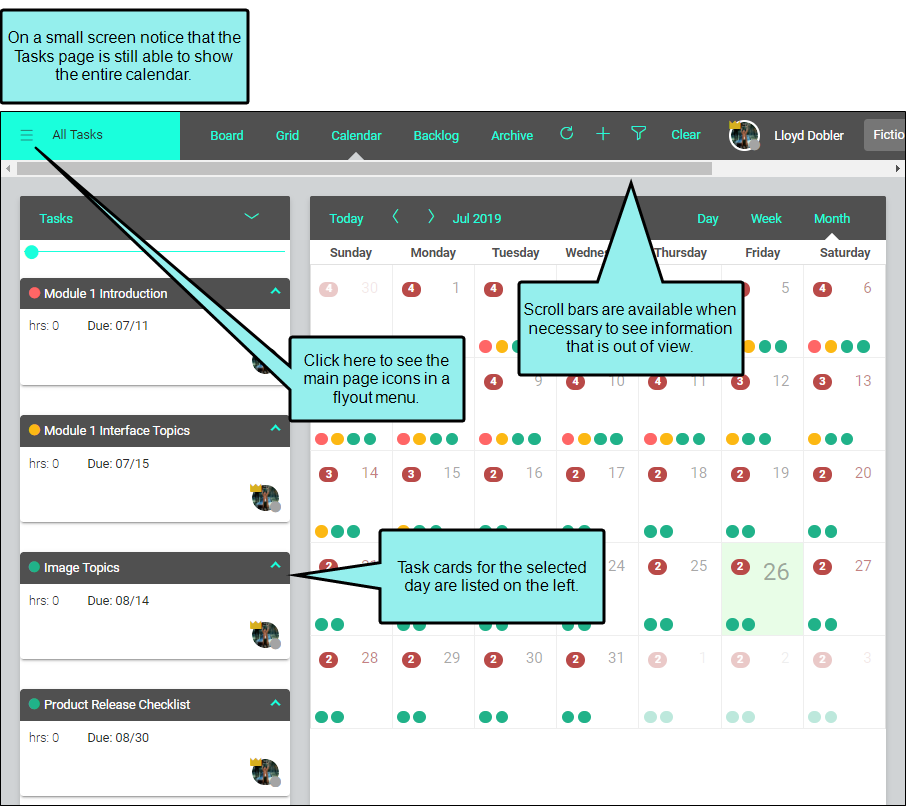 On a small screen notice that the
Tasks page is still able to show
the entire calendar.
All Tasks
Board Grid Calendar Backlog Archive Clear Lloyd Dobler Fictio
Tasks
Today Jul 2019 Day Week Month
Sunday Monday Tuesday Wedne Thursday Friday Saturday
Module 1 Introduction
hrs: 0 Due: 07/11
4 30 4 1 4 5 4 6
Scroll bars are available when
necessary to see information
that is out of view.
Click here to see the
main page icons in a
flyout menu.
4 9 4 10 4 11 3 12 3 13
Module 1 Interface Topics
hrs: 0 Due: 07/15
3 14 3 15 2 16 2 17 2 18 2 19 2 20
Task cards for the selected
day are listed on the left.
Image Topics
hrs: 0 Due: 08/14
2 24 2 25 2 26 2 27
2 28 2 29 2 30 2 31 2 1 2 2 2 3
Product Release Checklist
hrs: 0 Due: 08/30